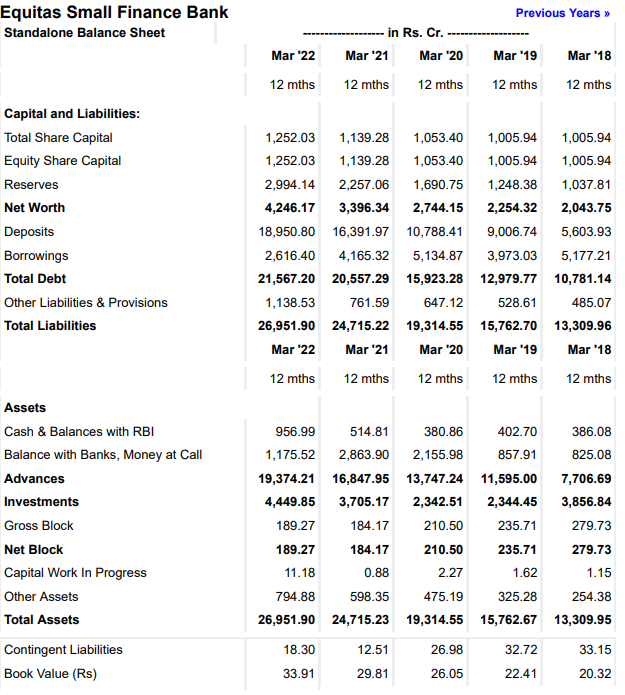 Equitas Small Finance Bank Previous Years »
Standalone Balance Sheet ------------------- in Rs. Cr. -------------------
Mar '22 Mar '21 Mar '20 Mar '19 Mar '18
12 mths 12 mths 12 mths 12 mths 12 mths
Capital and Liabilities:
Total Share Capital 1,252.03 1,139.28 1,053.40 1,005.94 1,005.94
Equity Share Capital 1,252.03 1,139.28 1,053.40 1,005.94 1,005.94
Reserves 2,994.14 2,257.06 1,690.75 1,248.38 1,037.81
Net Worth 4,246.17 3,396.34 2,744.15 2,254.32 2,043.75
Deposits 18,950.80 16,391.97 10,788.41 9,006.74 5,603.93
Borrowings 2,616.40 4,165.32 5,134.87 3,973.03 5,177.21
Total Debt 21,567.20 20,557.29 15,923.28 12,979.77 10,781.14
Other Liabilities & Provisions 1,138.53 761.59 647.12 528.61 485.07
Total Liabilities 26,951.90 24,715.22 19,314.55 15,762.70 13,309.96
Mar '22 Mar '21 Mar '20 Mar '19 Mar '18
12 mths 12 mths 12 mths 12 mths 12 mths
Assets
Cash & Balances with RBI 956.99 514.81 380.86 402.70 386.08
Balance with Banks, Money at Call 1,175.52 2,863.90 2,155.98 857.91 825.08
Advances 19,374.21 16,847.95 13,747.24 11,595.00 7,706.69
Investments 4,449.85 3,705.17 2,342.51 2,344.45 3,856.84
Gross Block 189.27 184.17 210.50 235.71 279.73
Net Block 189.27 184.17 210.50 235.71 279.73
Capital Work In Progress 11.18 0.88 2.27 1.62 1.15
Other Assets 794.88 598.35 475.19 325.28 254.38
Total Assets 26,951.90 24,715.23 19,314.55 15,762.67 13,309.95
Contingent Liabilities 18.30 12.51 26.98 32.72 33.15
Book Value (Rs) 33.91 29.81 26.05 22.41 20.32